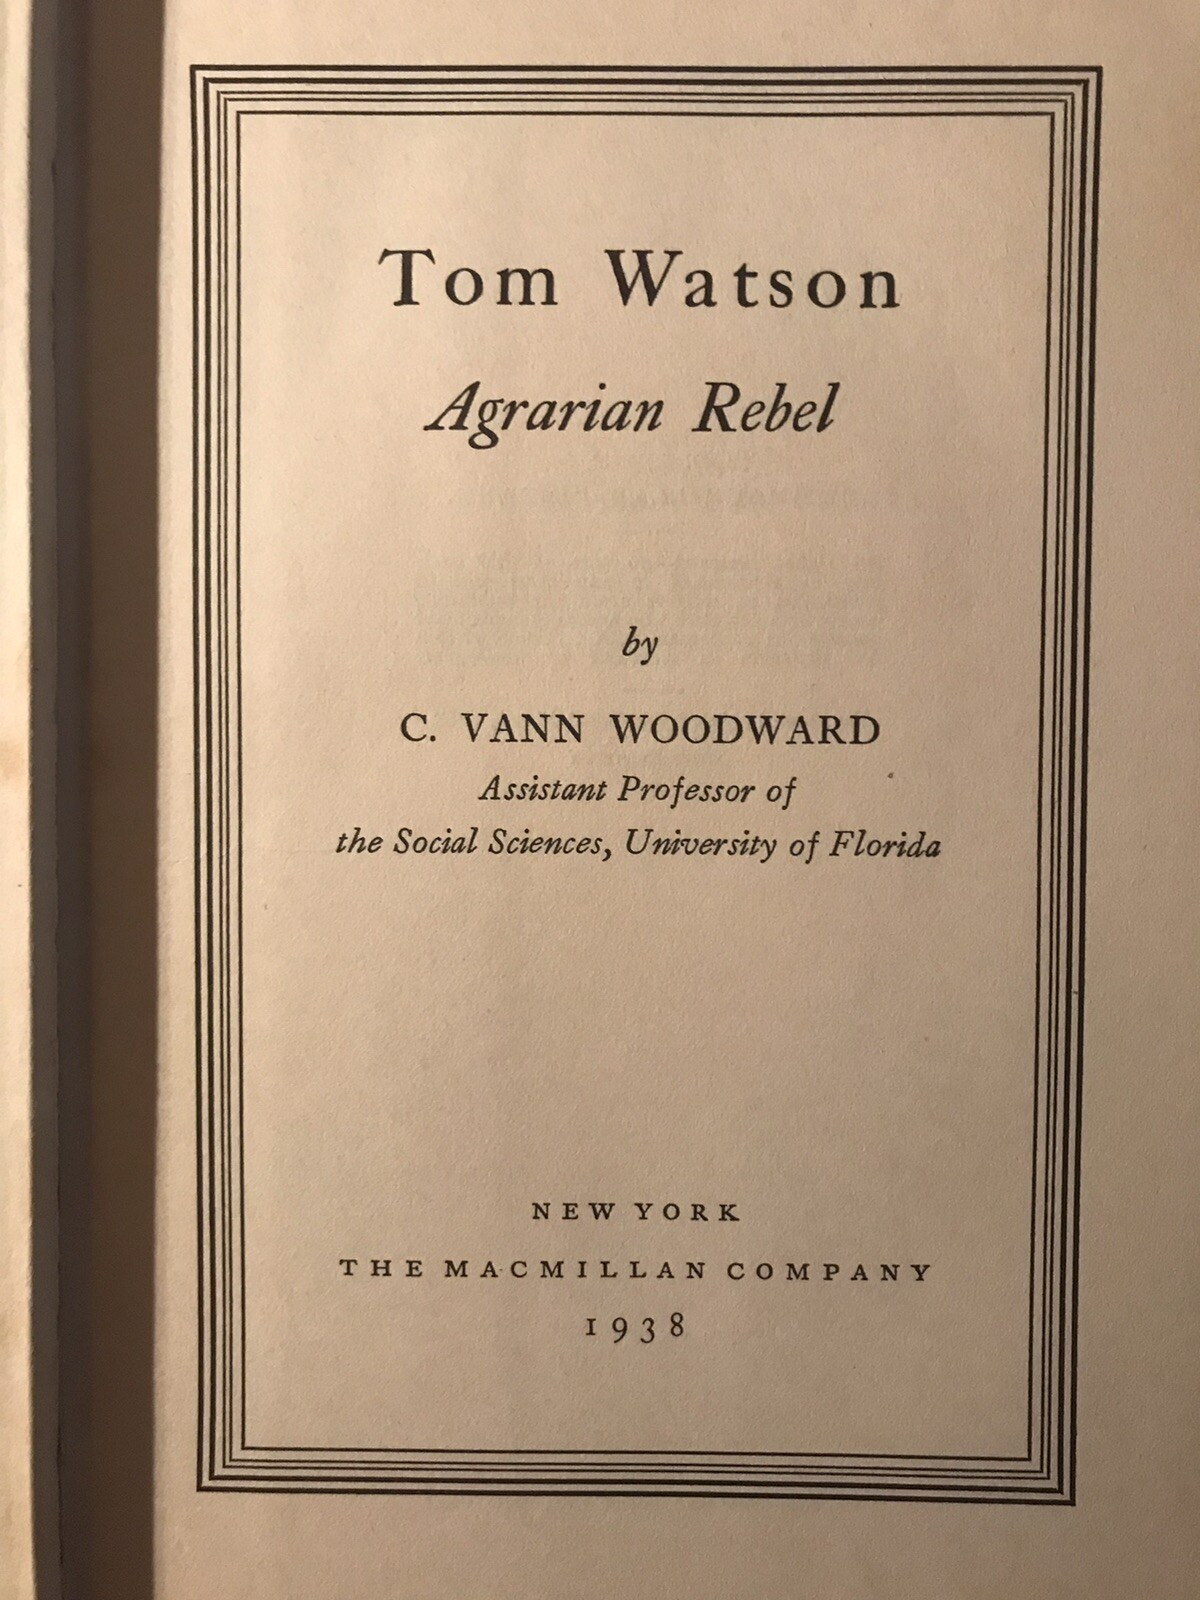 Tom Watson
Agrarian Rebel
by
C. VANN WOODWARD
Assistant Professor of
the Social Sciences, University of Florida
NEW YORK
THE MACMILLAN COMPANY
1938